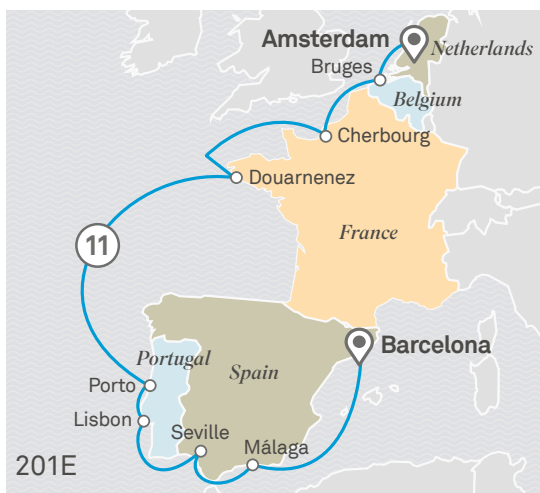 Amsterdam
Netherlands
Bruges
Belgium
Cherbourg
Douarnenez
France
11
Barcelona
Portugal
Spain
Porto
Lisbon
Seville
Málaga
201E